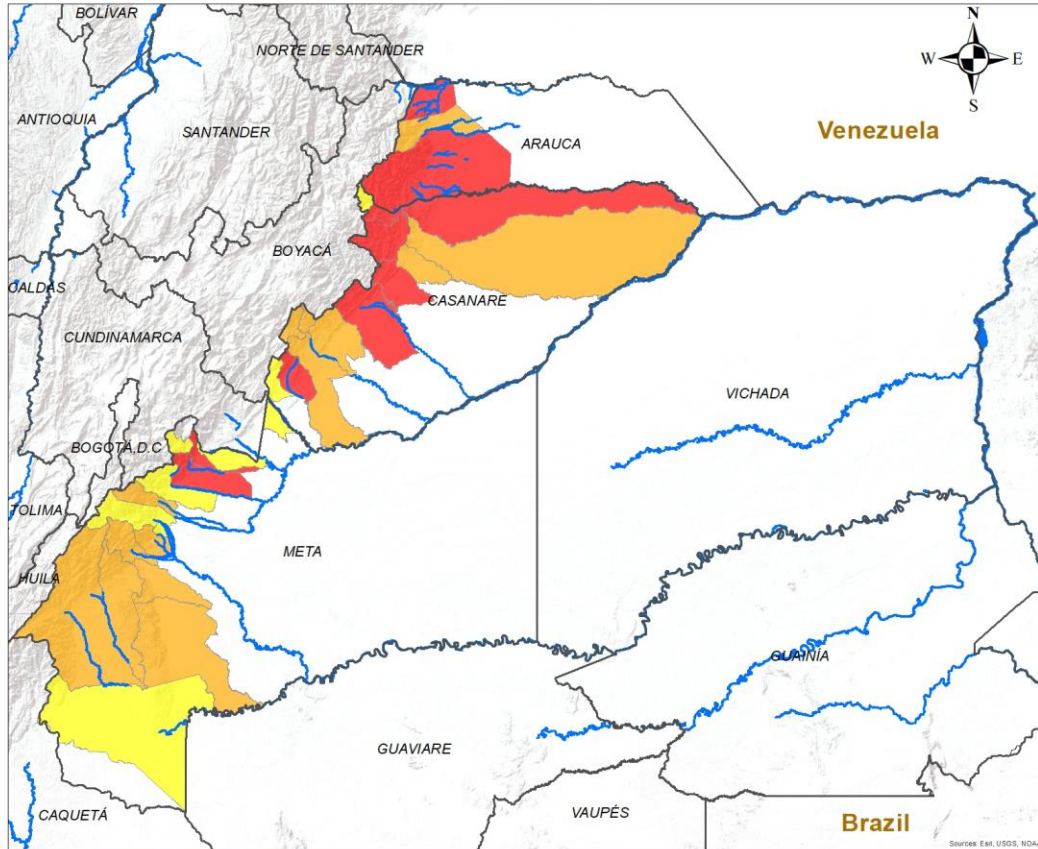 BOLÍVAR
NORTE DE SANTANDER
N
W
E
S
ANTIOQUIA
SANTANDER
Venezuela
ARAUCA
BOYACÁ
CALDAS
CASANARE
CUNDINAMARCA
VICHADA
BOGOTÁ,D.C
TOLIMA
META
HUILA
GUAINÍA
GUAVIARE
CAQUETÁ
VAUPÉS
Brazil
Sources: Esri, USGS, NOAA